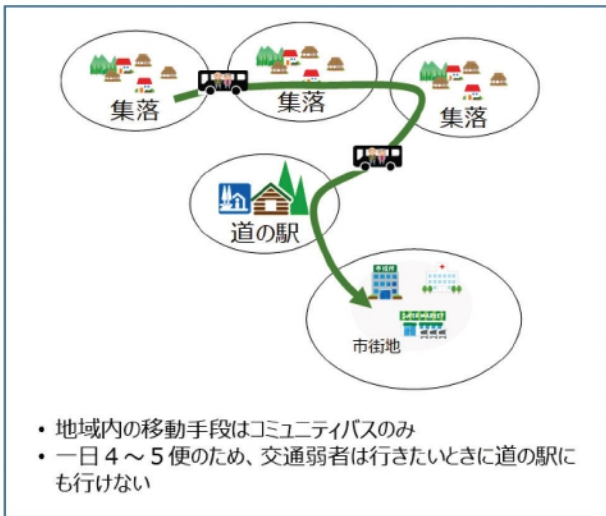 集落
集落
集落
道の駅
市役所
市街地
• 地域内の移動手段はコミュニティバスのみ
• 一日４～５便のため、交通弱者は行きたいときに道の駅に
も行けない